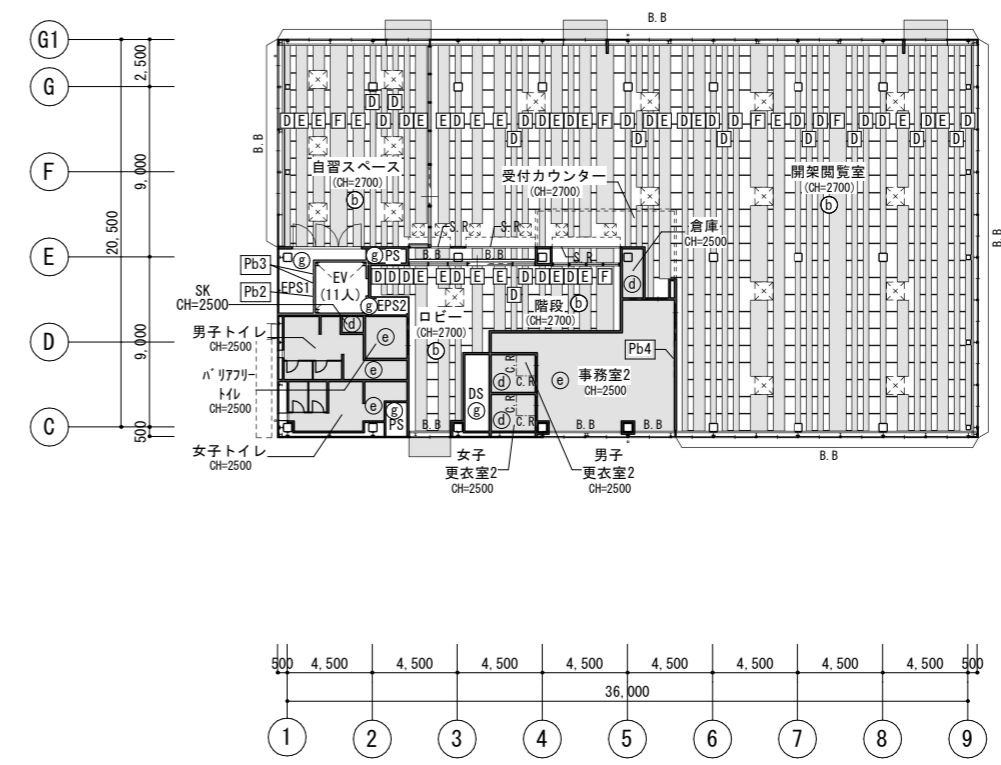 B.B
G1
2,500
G
D D
D E E F E D D E E D E E D D E D E F D D E D E D D F E D D F D D E D E D
D D D D D
F
B.B
9,000
20,500
自習スペース
(CH=2700)
b
受付カウンター
(CH=2700)
開架閲覧室
(CH=2700)
b
B.B
S.R S.R
倉庫
CH=2500
E
g PS
B.B B.B
S.R
Pb3
EV
(11人)
D D D E E D E E D D E D E F
D
d
EPS1
Pb2
SK
CH=2500
g EPS2
ロビー
(CH=2700)
b
階段 b
(CH=2700)
男子トイレ
CH=2500
d
e
D
9,000
Pb4
バリアフリー
トイレ
CH=2500
e
e
DS
g
d
C.R
C.R
e
事務室2
CH=2500
g
PS
d
C.R
C.R
C
500
B.B
B.B
B.B
女子トイレ
CH=2500
女子
更衣室2
CH=2500
男子
更衣室2
CH=2500
B.B
500 4,500 4,500 4,500 4,500 4,500 4,500 4,500 4,500 500
36,000
1 2 3 4 5 6 7 8 9